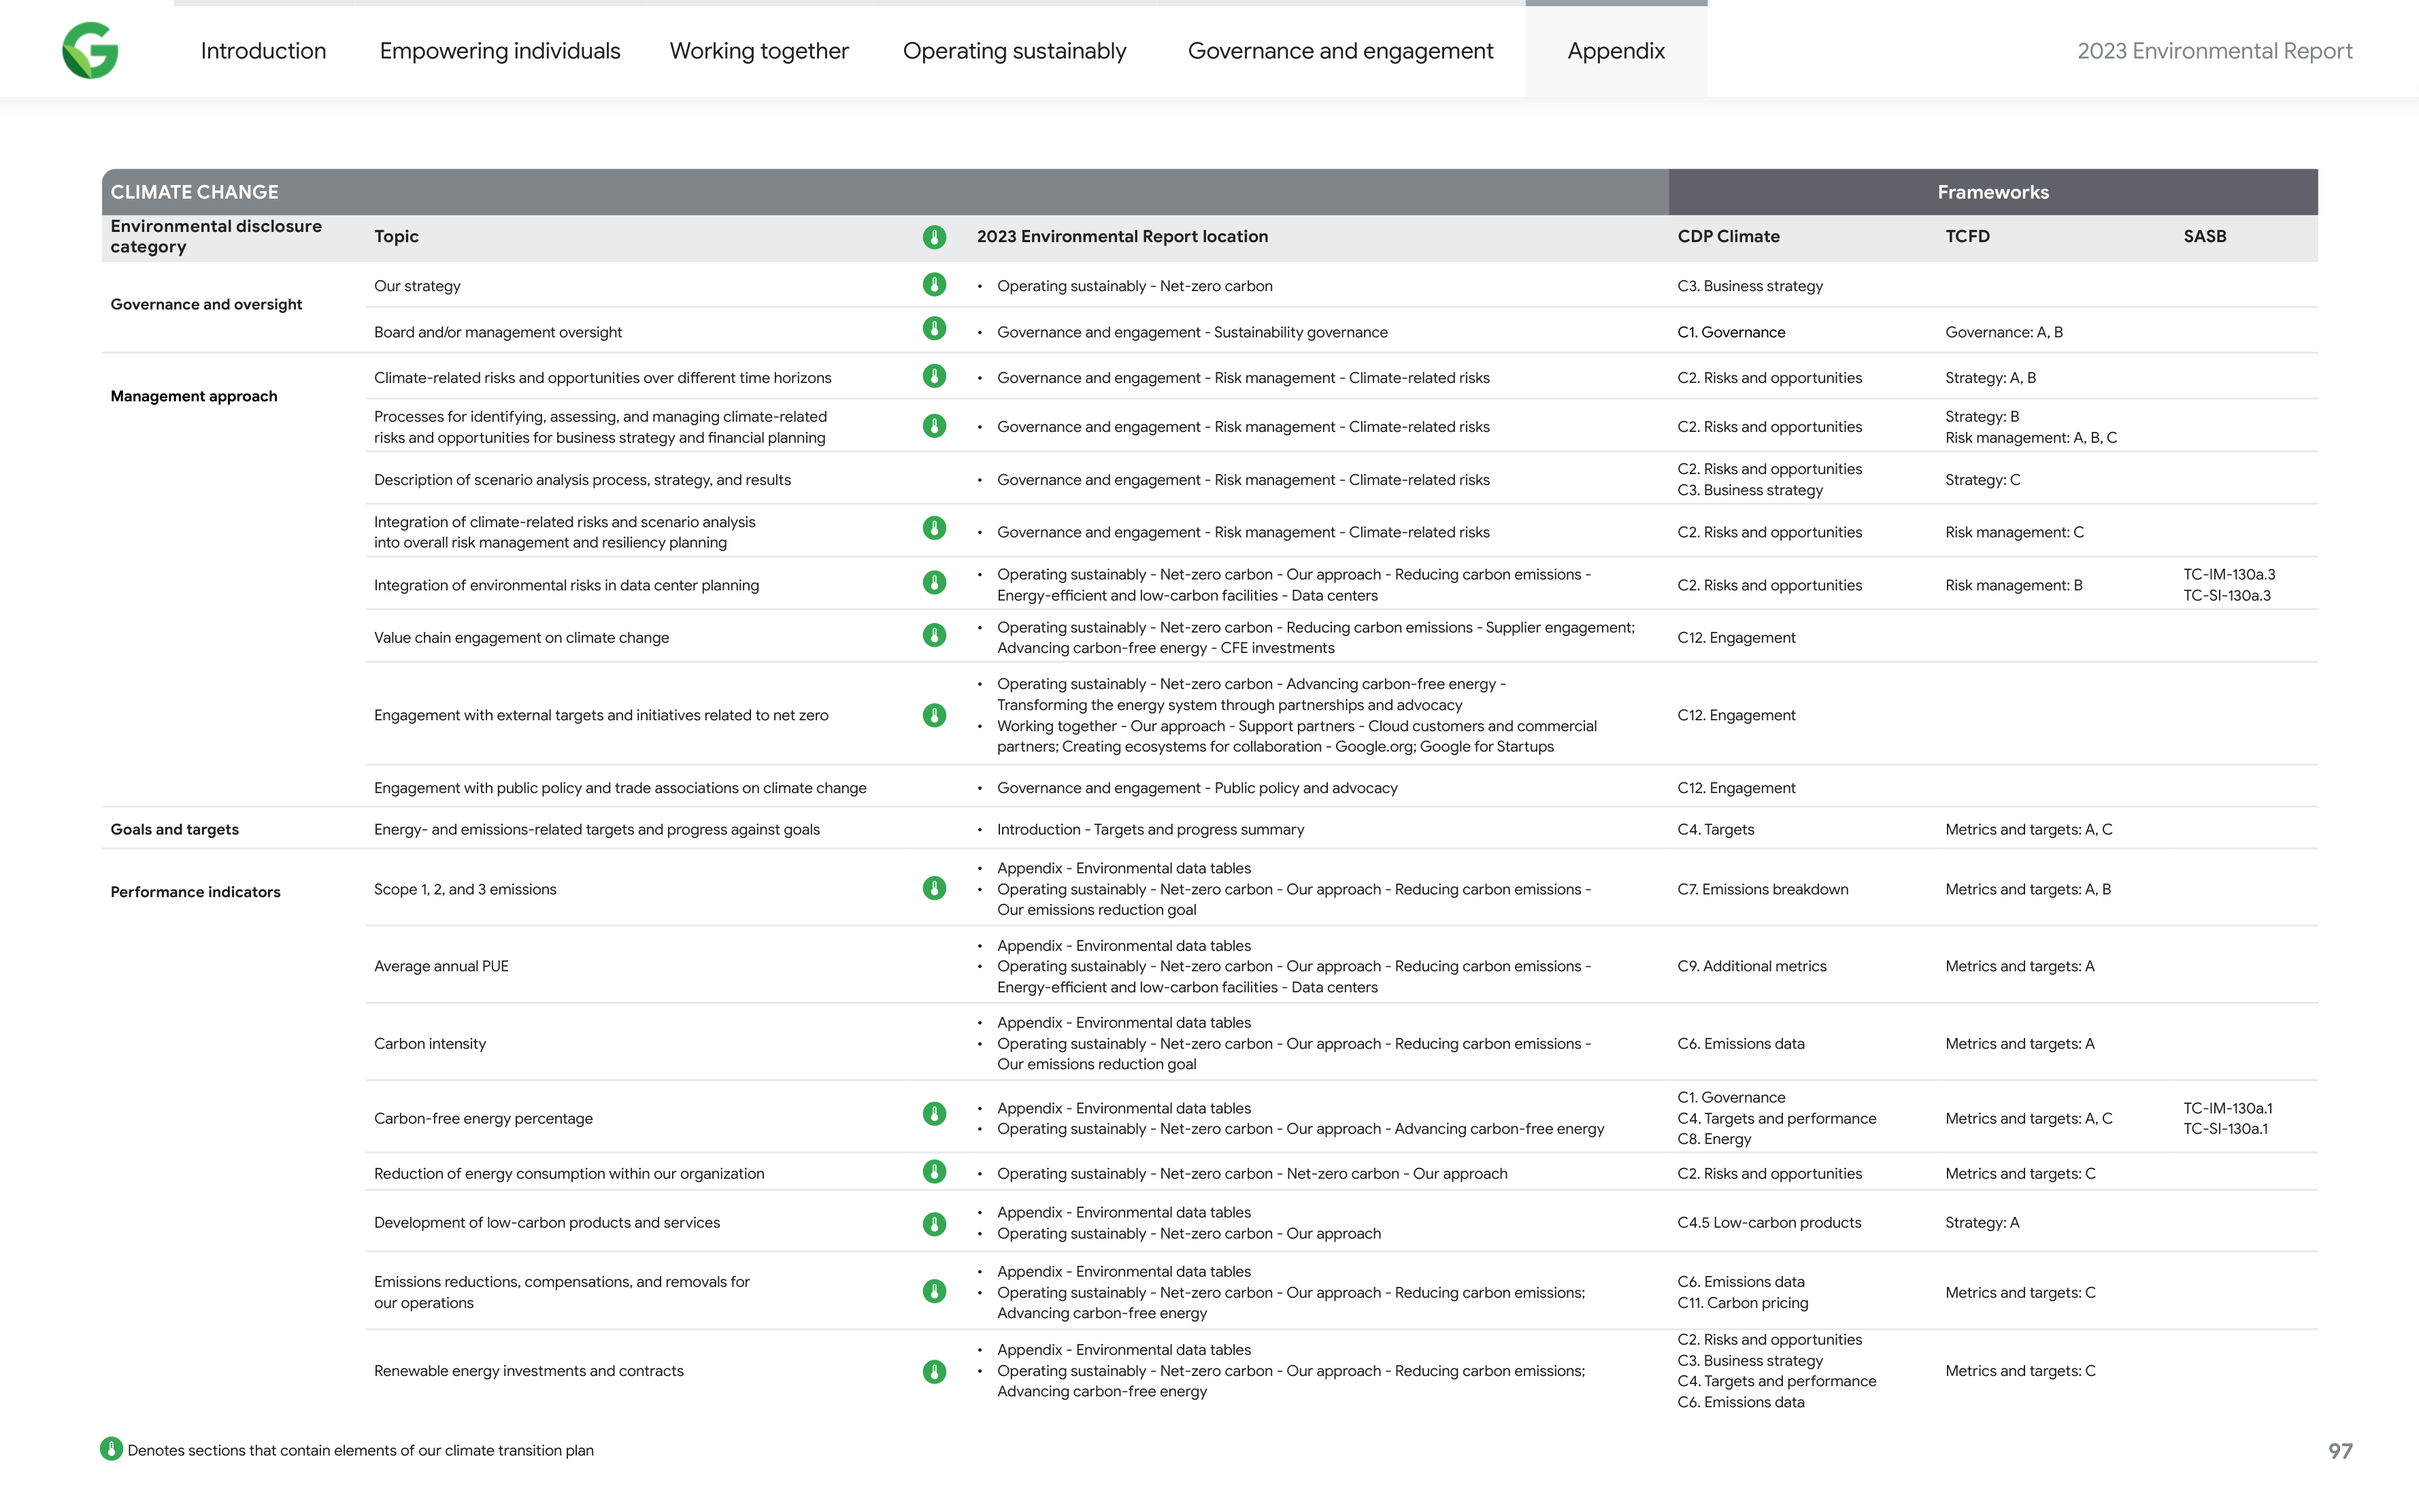 Introduction
Empowering individuals
Working together
Operating sustainably
Governance and engagement
Appendix
2023 Environmental Report
CLIMATE CHANGE
Frameworks
Environmental disclosure
category
Topic
2023 Environmental Report location
CDP Climate
TCFD
SASB
Governance and oversight
Our strategy
• Operating sustainably - Net-zero carbon
C3. Business strategy
Board and/or management oversight
• Governance and engagement - Sustainability governance
C1. Governance
Governance: A, B
Management approach
Climate-related risks and opportunities over different time horizons
• Governance and engagement - Risk management - Climate-related risks
C2. Risks and opportunities
Strategy: A, B
Processes for identifying, assessing, and managing climate-related
risks and opportunities for business strategy and financial planning
• Governance and engagement - Risk management - Climate-related risks
C2. Risks and opportunities
Strategy: B
Risk management: A, B, C
Description of scenario analysis process, strategy, and results
• Governance and engagement - Risk management - Climate-related risks
C2. Risks and opportunities
C3. Business strategy
Strategy: C
Integration of climate-related risks and scenario analysis
into overall risk management and resiliency planning
• Governance and engagement - Risk management - Climate-related risks
C2. Risks and opportunities
Risk management: C
Integration of environmental risks in data center planning
• Operating sustainably - Net-zero carbon - Our approach - Reducing carbon emissions -
Energy-efficient and low-carbon facilities - Data centers
C2. Risks and opportunities
Risk management: B
TC-IM-130a.3
TC-SI-130a.3
Value chain engagement on climate change
• Operating sustainably - Net-zero carbon - Reducing carbon emissions - Supplier engagement;
Advancing carbon-free energy - CFE investments
C12. Engagement
Engagement with external targets and initiatives related to net zero
• Operating sustainably - Net-zero carbon - Advancing carbon-free energy -
Transforming the energy system through partnerships and advocacy
• Working together - Our approach - Support partners - Cloud customers and commercial
partners; Creating ecosystems for collaboration - Google.org; Google for Startups
C12. Engagement
Engagement with public policy and trade associations on climate change
• Governance and engagement - Public policy and advocacy
C12. Engagement
Goals and targets
Energy- and emissions-related targets and progress against goals
• Introduction - Targets and progress summary
C4. Targets
Metrics and targets: A, C
Performance indicators
Scope 1, 2, and 3 emissions
• Appendix - Environmental data tables
• Operating sustainably - Net-zero carbon - Our approach - Reducing carbon emissions -
Our emissions reduction goal
C7. Emissions breakdown
Metrics and targets: A, B
Average annual PUE
• Appendix - Environmental data tables
• Operating sustainably - Net-zero carbon - Our approach - Reducing carbon emissions -
Energy-efficient and low-carbon facilities - Data centers
C9. Additional metrics
Metrics and targets: A
Carbon intensity
• Appendix - Environmental data tables
• Operating sustainably - Net-zero carbon - Our approach - Reducing carbon emissions -
Our emissions reduction goal
C6. Emissions data
Metrics and targets: A
Carbon-free energy percentage
• Appendix - Environmental data tables
• Operating sustainably - Net-zero carbon - Our approach - Advancing carbon-free energy
C1. Governance
C4. Targets and performance
C8. Energy
Metrics and targets: A, C
TC-IM-130a.1
TC-SI-130a.1
Reduction of energy consumption within our organization
• Operating sustainably - Net-zero carbon - Net-zero carbon - Our approach
C2. Risks and opportunities
Metrics and targets: C
Development of low-carbon products and services
• Appendix - Environmental data tables
• Operating sustainably - Net-zero carbon - Our approach
C4.5 Low-carbon products
Strategy: A
Emissions reductions, compensations, and removals for
our operations
• Appendix - Environmental data tables
• Operating sustainably - Net-zero carbon - Our approach - Reducing carbon emissions;
Advancing carbon-free energy
C6. Emissions data
C11. Carbon pricing
Metrics and targets: C
Renewable energy investments and contracts
• Appendix - Environmental data tables
• Operating sustainably - Net-zero carbon - Our approach - Reducing carbon emissions;
Advancing carbon-free energy
C2. Risks and opportunities
C3. Business strategy
C4. Targets and performance
C6. Emissions data
Metrics and targets: C
Denotes sections that contain elements of our climate transition plan
97